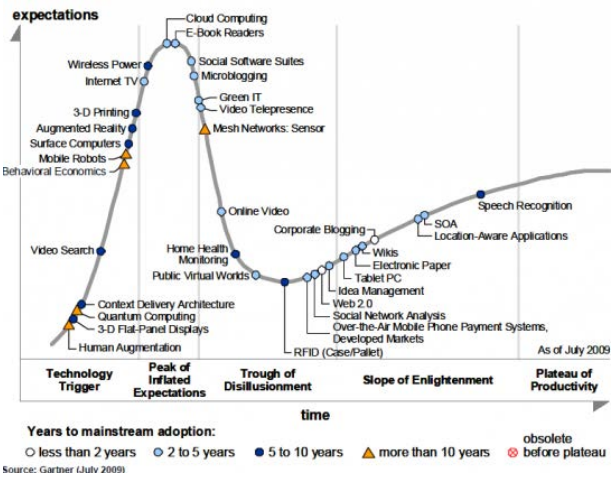 expectations
Cloud Computing
E-Book Readers
Wireless Power
Social Software Suites
Internet TV
Microblogging
Green IT
3-D Printing
Video Telepresence
Augmented Reality
Mesh Networks: Sensor
Surface Computers
Mobile Robots
Behavioral Economics
Online Video
Corporate Blogging
Speech Recognition
SOA
Location-Aware Applications
Video Search
Home Health
Monitoring
Wikis
Electronic Paper
Public Virtual Worlds
Tablet PC
Idea Management
Web 2.0
Context Delivery Architecture
Quantum Computing
Social Network Analysis
3-D Flat-Panel Displays
Over-the-Air Mobile Phone Payment Systems,
Developed Markets
Human Augmentation
RFID (Case/Pallet)
As of July 2009
Technology
Trigger
Peak of
Inflated
Expectations
Trough of
Disillusionment
Slope of Enlightenment
Plateau of
Productivity
time
Years to mainstream adoption:
less than 2 years
2 to 5 years
5 to 10 years
more than 10 years
obsolete
before plateau
Source: Gartner (July 2009)